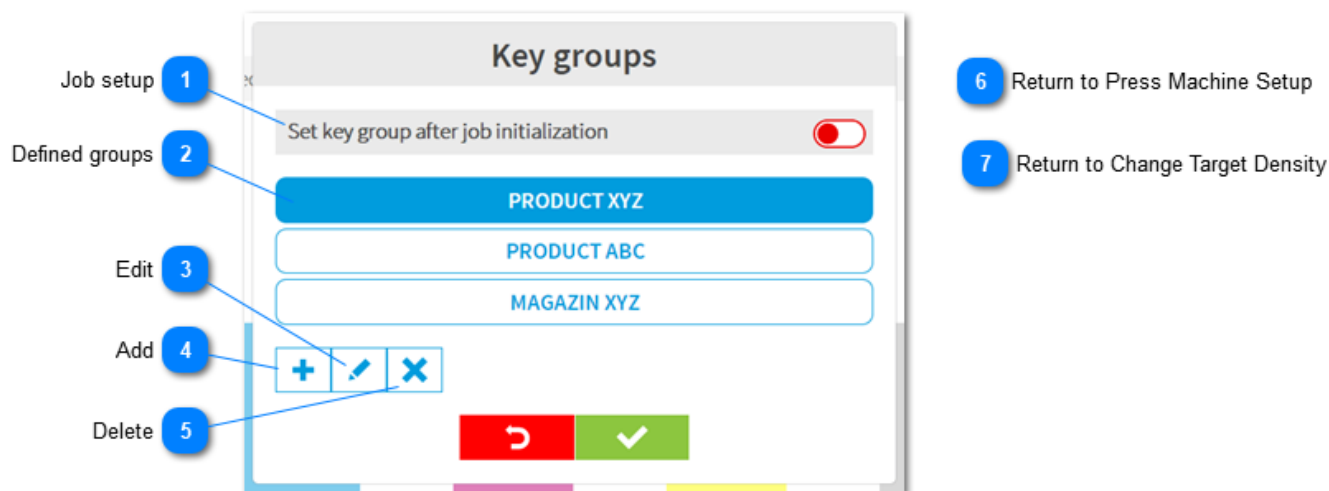 Key groups
Job setup 1
Set key group after job initialization
Defined groups 2
PRODUCT XYZ
PRODUCT ABC
Edit 3
MAGAZIN XYZ
Add 4
Delete 5
6 Return to Press Machine Setup
7 Return to Change Target Density